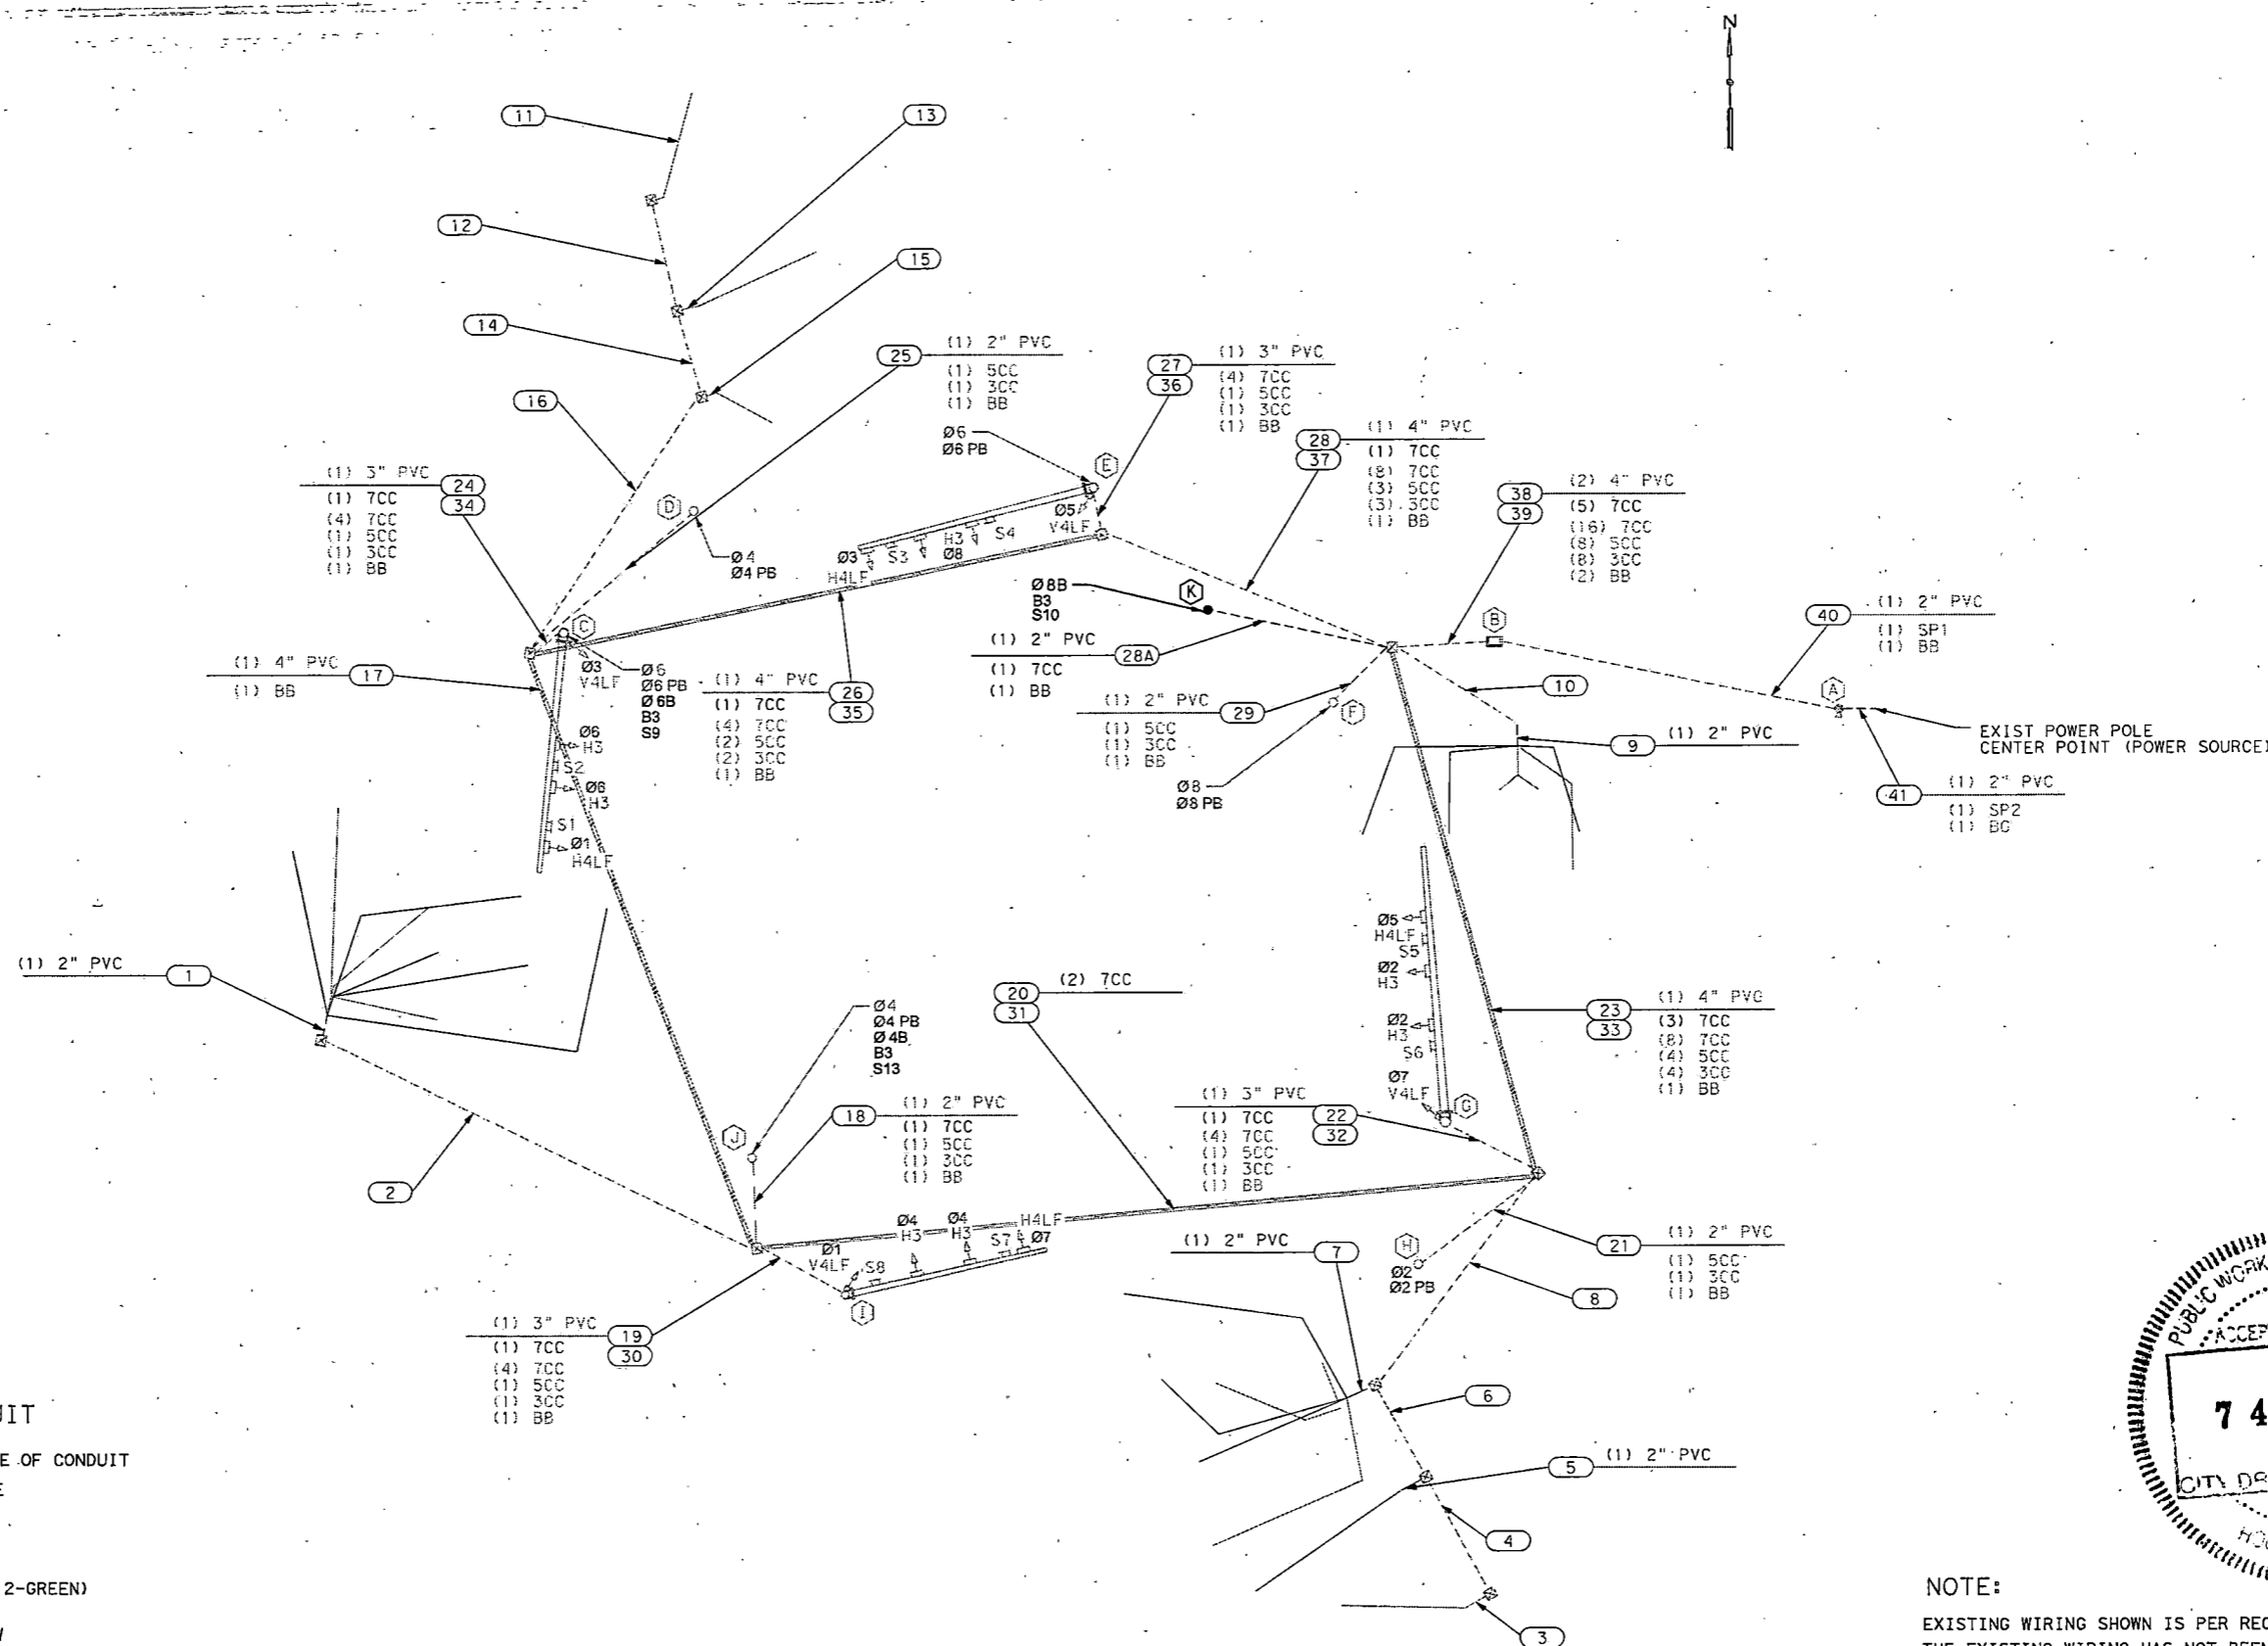 N
11
13
12
15
14
16
25
(1) 2" PVC
(1) 5CC
(1) 3CC
(1) BB
27
36
(1) 3" PVC
(4) 7CC
(1) 5CC
(1) 3CC
(1) BB
28
37
(1) 4" PVC
(1) 7CC
(8) 7CC
(3) 5CC
(3) 3CC
(1) BB
38
39
(2) 4" PVC
(5) 7CC
(16) 7CC
(8) 5CC
(8) 3CC
(2) BB
(1) 3" PVC
24
34
(1) 7CC
(4) 7CC
(1) 5CC
(1) 3CC
(1) BB
Ø6
Ø6 PB
E
D
Ø4
Ø4 PB
Ø5
V4LF
Ø3
H4LF
S3
Ø8
H3
S4
Ø8B
B3
S10
K
(1) 2" PVC
28A
(1) 7CC
(1) BB
B
40
(1) 2" PVC
(1) SP1
(1) BB
A
EXIST POWER POLE
CENTER POINT (POWER SOURCE)
41
(1) 2" PVC
(1) SP2
(1) BG
C
Ø3
V4LF
Ø6
Ø6 PB
Ø6B
B3
S9
(1) 4" PVC
17
(1) BB
(1) 4" PVC
26
35
(1) 7CC
(4) 7CC
(2) 5CC
(2) 3CC
(1) BB
(1) 2" PVC
29
(1) 5CC
(1) 3CC
(1) BB
F
Ø8
Ø8 PB
10
9
(1) 2" PVC
Ø6
H3
S2
Ø6
H3
S1
Ø1
H4LF
(1) 2" PVC
1
2
Ø5
H4LF
S5
Ø2
H3
Ø2
H3
S6
Ø7
V4LF
G
20
31
(2) 7CC
23
33
(1) 4" PVC
(3) 7CC
(8) 7CC
(4) 5CC
(4) 3CC
(1) BB
Ø4
Ø4 PB
Ø4B
B3
S13
J
18
(1) 2" PVC
(1) 7CC
(1) 5CC
(1) 3CC
(1) BB
(1) 3" PVC
22
32
(1) 7CC
(4) 7CC
(1) 5CC
(1) 3CC
(1) BB
Ø1
V4LF
S8
Ø4
H3
Ø4
H3
S7
H4LF
Ø7
I
(1) 2" PVC
7
H
Ø2
Ø2 PB
21
(1) 2" PVC
(1) 5CC
(1) 3CC
(1) BB
8
(1) 3" PVC
19
30
(1) 7CC
(4) 7CC
(1) 5CC
(1) 3CC
(1) BB
6
5
(1) 2" PVC
4
3
UIT
E OF CONDUIT
E
2-GREEN)
PUBLIC WORK
ACCEP
7 4
CITY
NOTE:
EXISTING WIRING SHOWN IS PER REC
THE EXISTING WIRING HAS NOT BEEN